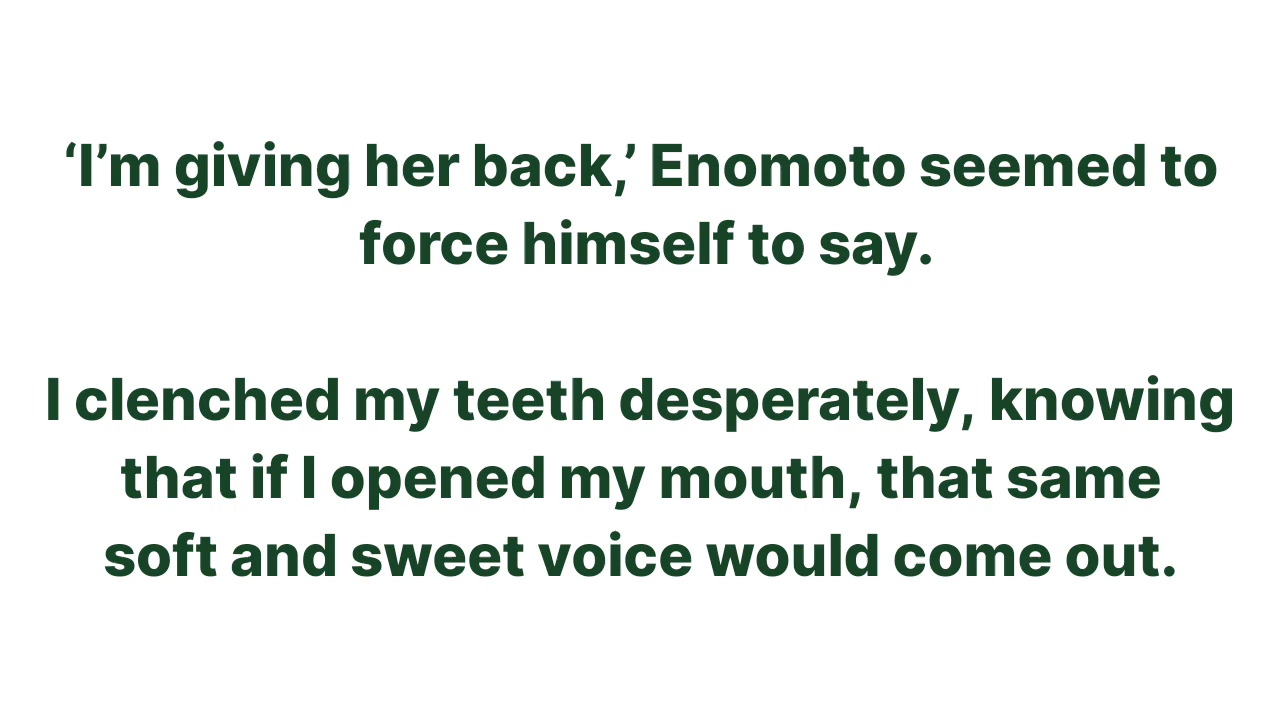 ‘I’m giving her back,’ Enomoto seemed to
force himself to say.
I clenched my teeth desperately, knowing
that if I opened my mouth, that same
soft and sweet voice would come out.